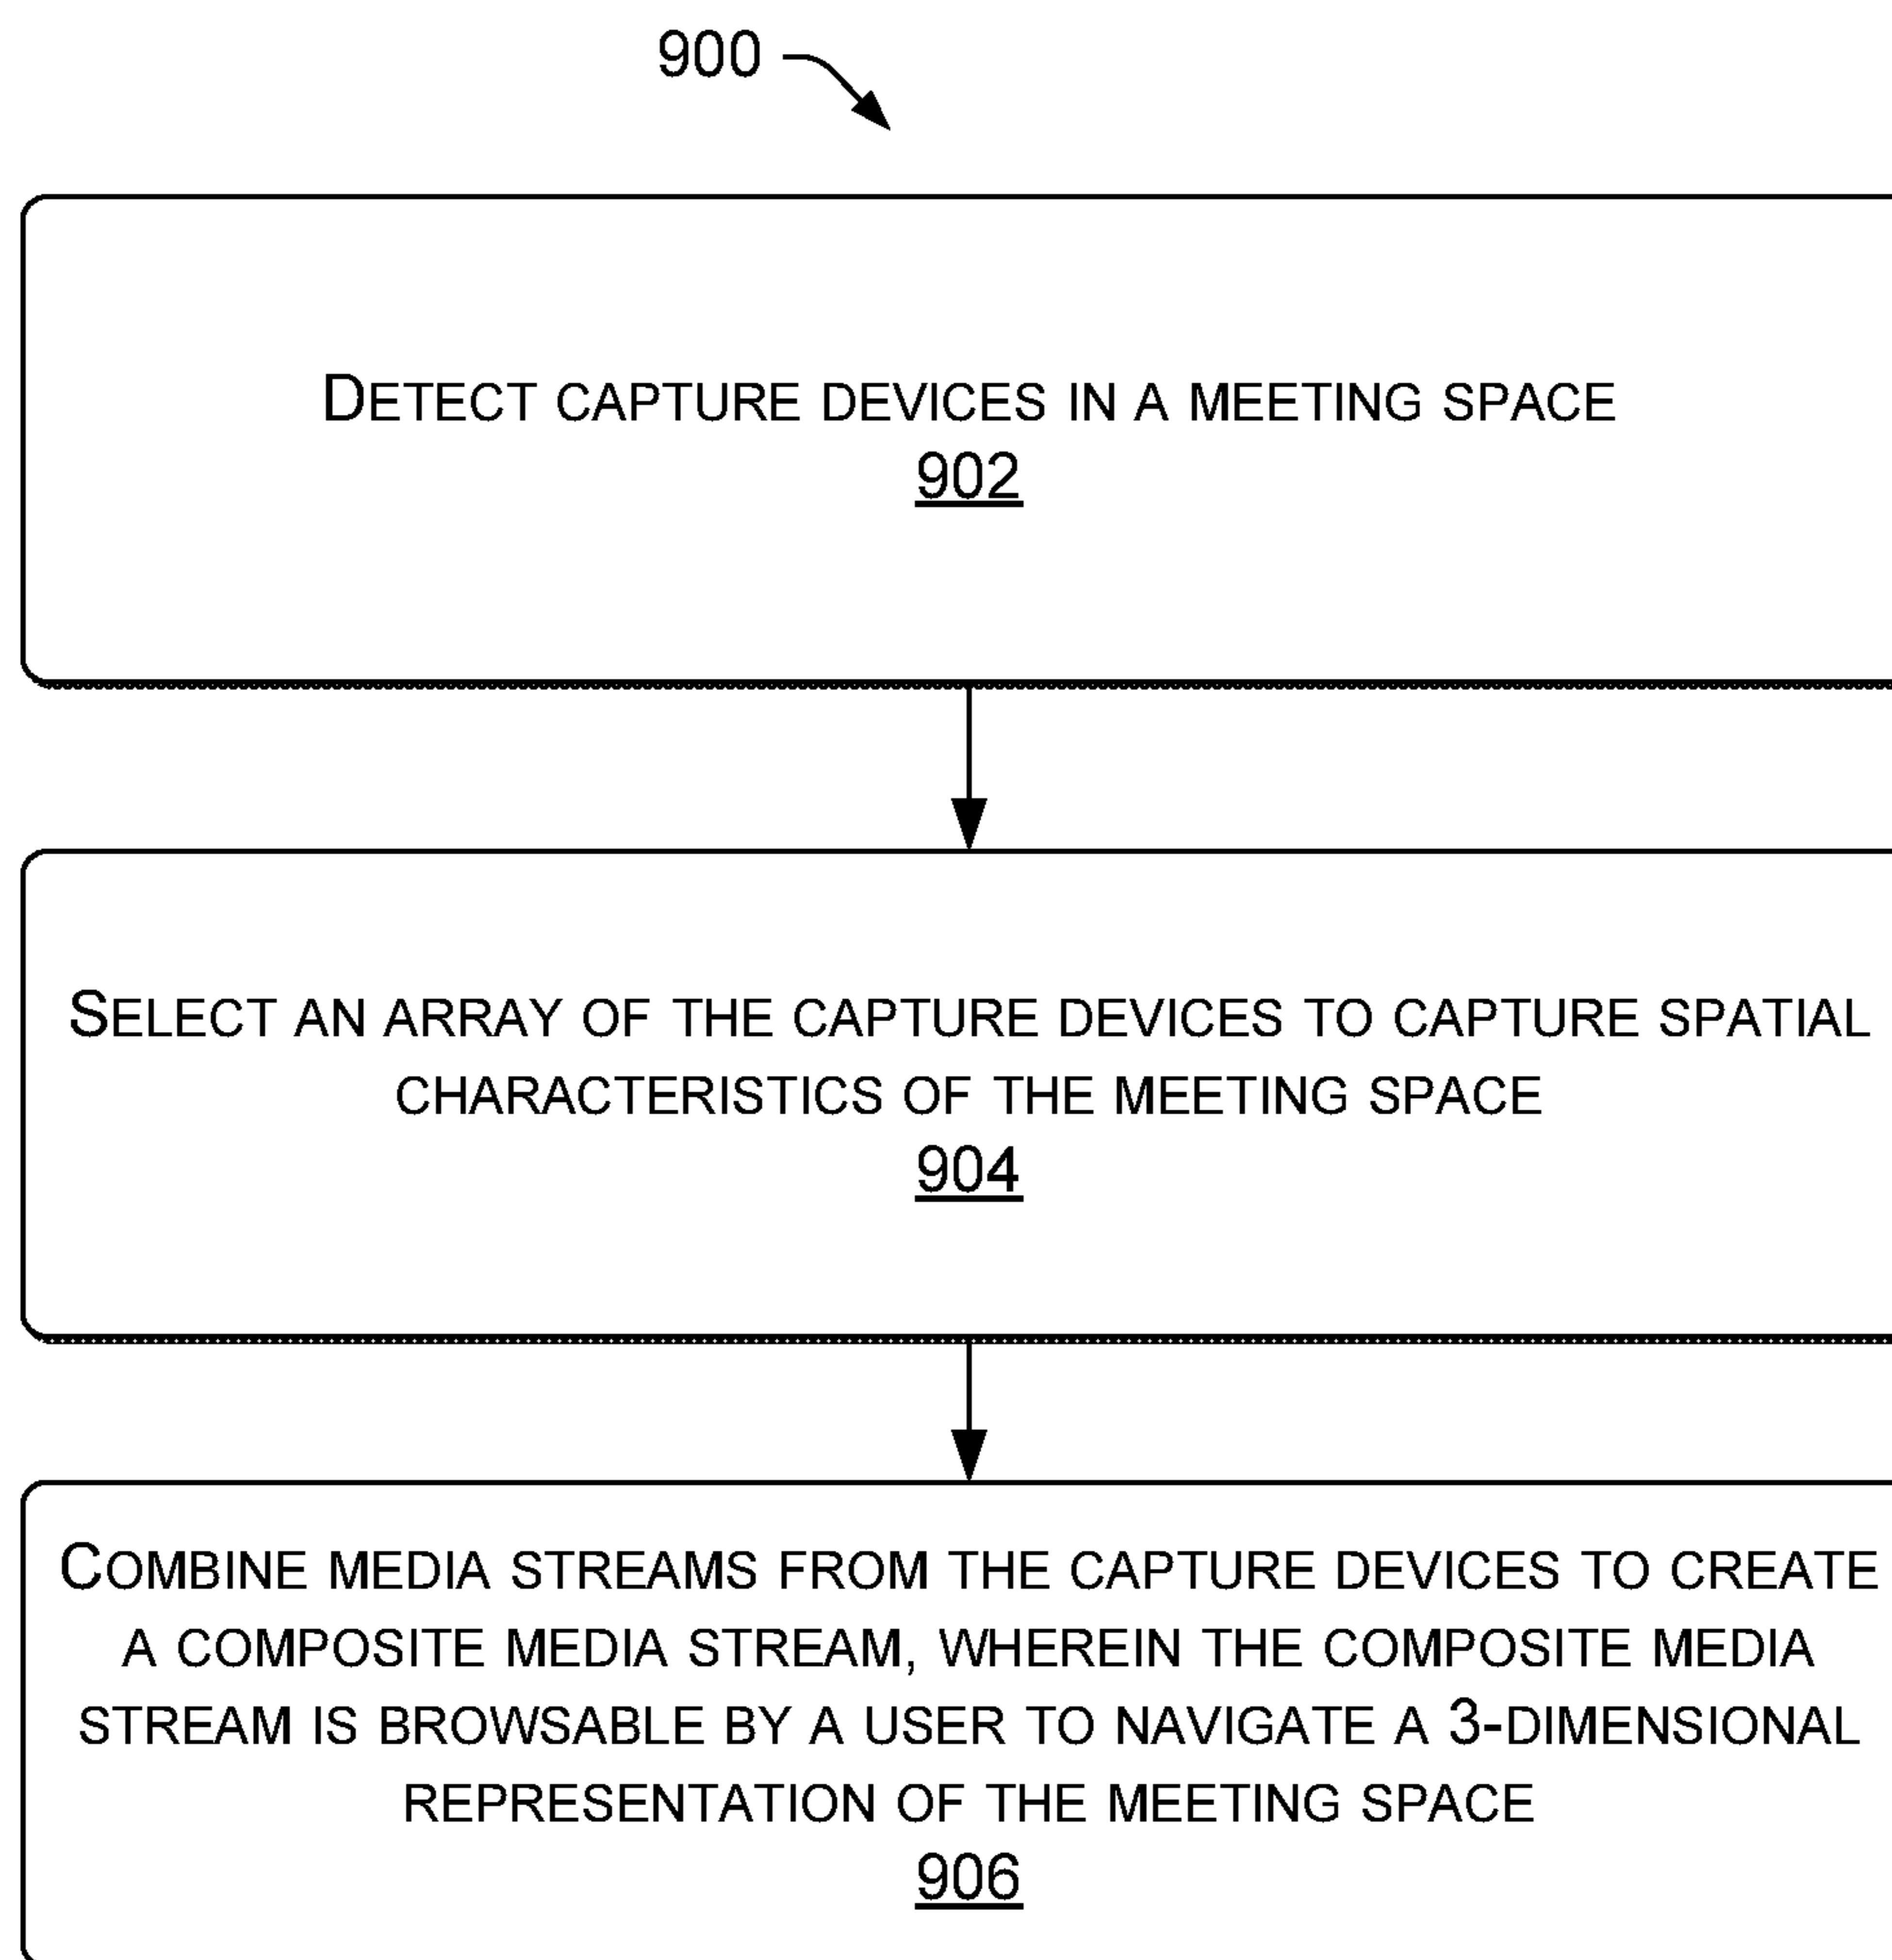 900
DETECT CAPTURE DEVICES IN A MEETING SPACE
902
SELECT AN ARRAY OF THE CAPTURE DEVICES TO CAPTURE SPATIAL
CHARACTERISTICS OF THE MEETING SPACE
904
COMBINE MEDIA STREAMS FROM THE CAPTURE DEVICES TO CREATE
A COMPOSITE MEDIA STREAM, WHEREIN THE COMPOSITE MEDIA
STREAM IS BROWSABLE BY A USER TO NAVIGATE A 3-DIMENSIONAL
REPRESENTATION OF THE MEETING SPACE
906